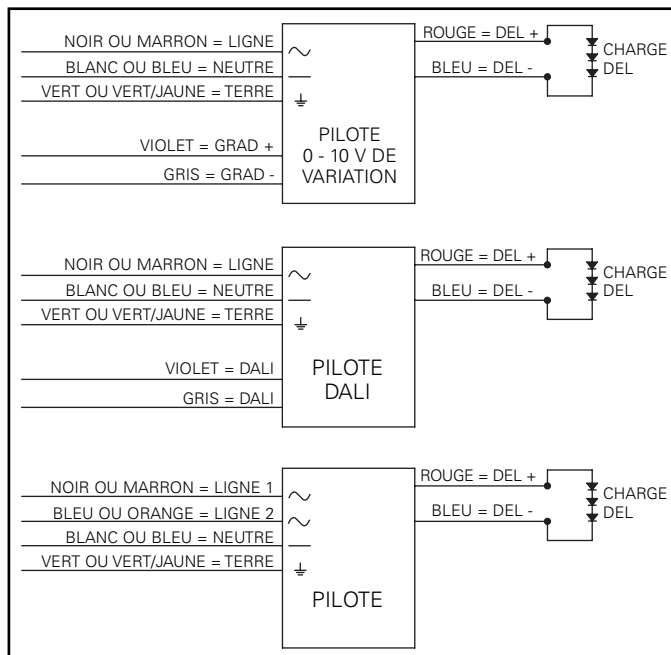 NOIR OU MARRON = LIGNE
BLANC OU BLEU = NEUTRE
VERT OU VERT/JAUNE = TERRE
VIOLET = GRAD +
GRIS = GRAD -
PILOTE
0 - 10 V DE
VARIATION
ROUGE = DEL +
BLEU = DEL -
CHARGE
DEL
NOIR OU MARRON = LIGNE
BLANC OU BLEU = NEUTRE
VERT OU VERT/JAUNE = TERRE
VIOLET = DALI
GRIS = DALI
PILOTE
DALI
ROUGE = DEL +
BLEU = DEL -
CHARGE
DEL
NOIR OU MARRON = LIGNE 1
BLEU OU ORANGE = LIGNE 2
BLANC OU BLEU = NEUTRE
VERT OU VERT/JAUNE = TERRE
PILOTE
ROUGE = DEL +
BLEU = DEL -
CHARGE
DEL